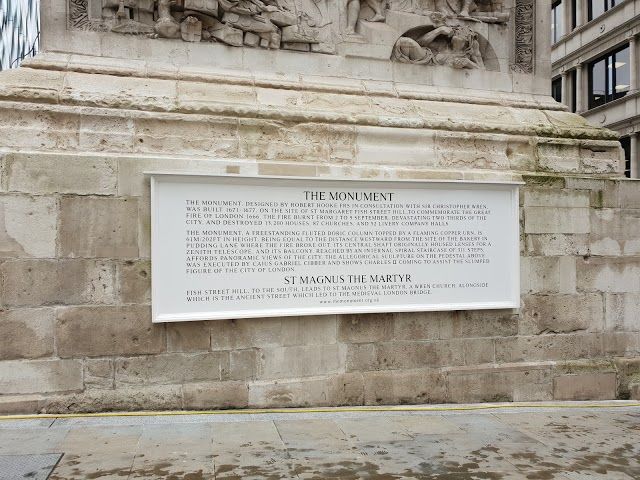 THE MONUMENT
THE MONUMENT, DESIGNED BY ROBERT HOOKE FRS IN CONSULTATION WITH SIR CHRISTOPHER WREN,
WAS BUILT 1671-1677, ON THE SITE OF ST MARGARET FISH STREET HILL, TO COMMEMORATE THE GREAT
FIRE OF LONDON 1666. THE FIRE BURNT FROM 2 TO 5 SEPTEMBER, DEVASTATING TWO-THIRDS OF THE
CITY, AND DESTROYED 13,200 HOUSES, 87 CHURCHES, AND 52 LIVERY COMPANY HALLS.
THE MONUMENT, A FREESTANDING FLUTED DORIC COLUMN TOPPED BY A FLAMING COPPER URN, IS
61M/202FT IN HEIGHT, BEING EQUAL TO THE DISTANCE WESTWARD FROM THE SITE OF THE BAKERY IN
PUDDING LANE WHERE THE FIRE BROKE OUT. ITS CENTRAL SHAFT ORIGINALLY HOUSED LENSES FOR A
ZENITH TELESCOPE, AND ITS BALCONY, REACHED BY AN INTERNAL OPEN STAIRCASE OF 311 STEPS,
AFFORDS PANORAMIC VIEWS OF THE CITY. THE ALLEGORICAL SCULPTURE ON THE PEDESTAL ABOVE
WAS EXECUTED BY CAIUS GABRIEL CIBBER AND SHOWS CHARLES II COMING TO ASSIST THE SLUMPED
FIGURE OF THE CITY OF LONDON.
ST MAGNUS THE MARTYR
FISH STREET HILL, TO THE SOUTH, LEADS TO ST MAGNUS THE MARTYR, A WREN CHURCH, ALONGSIDE
WHICH IS THE ANCIENT STREET WHICH LED TO THE MEDIEVAL LONDON BRIDGE.
www.themonument.org.uk